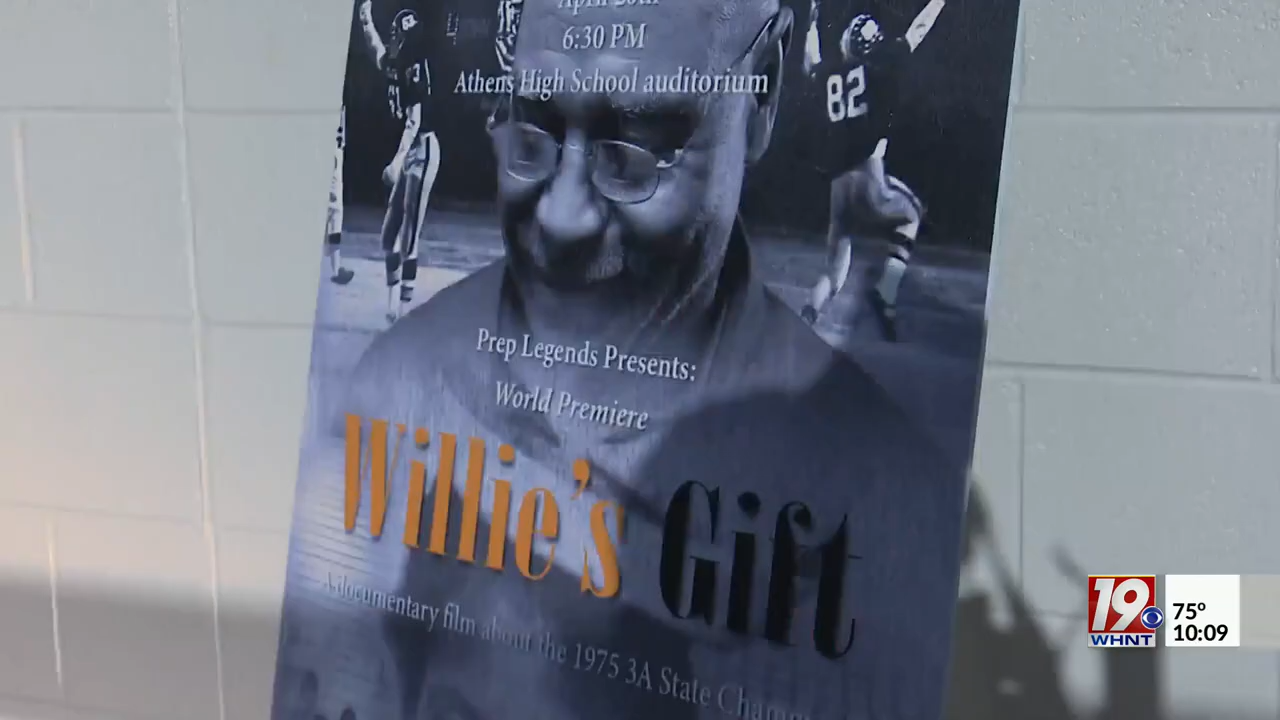 6:30 PM
Athens High School auditorium
82
Prep Legends Presents:
World Premiere
Willie's Gift
A documentary film about the 1975 3A State
19
WHNT
75°
10:09